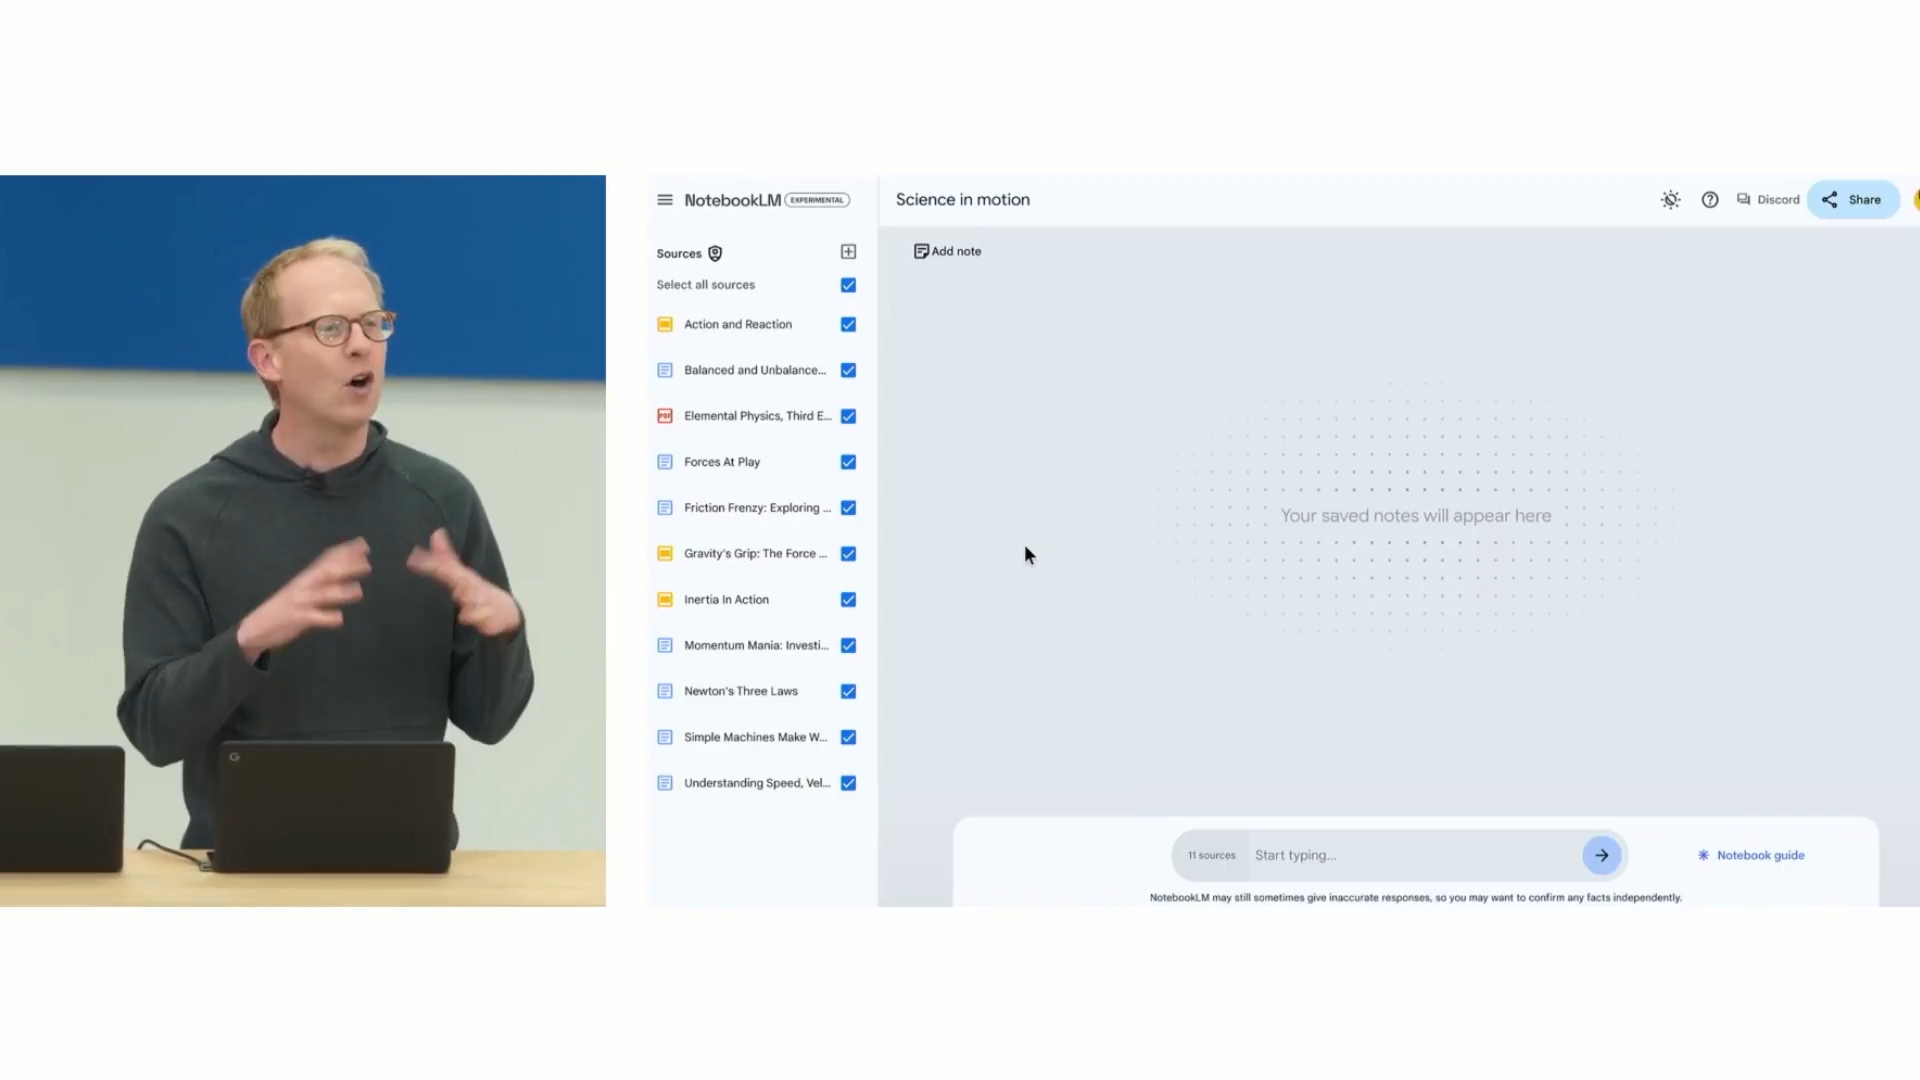 NotebookLM EXPERIMENTAL
Science in motion
Discord
Share
Sources
Add note
Select all sources
Action and Reaction
Balanced and Unbalance...
PDF
Elemental Physics, Third E...
Forces At Play
Friction Frenzy: Exploring ...
Gravity's Grip: The Force ...
Inertia In Action
Momentum Mania: Investi...
Newton's Three Laws
Simple Machines Make W...
Understanding Speed, Vel...
Your saved notes will appear here
11 sources
Start typing...
Notebook guide
NotebookLM may still sometimes give inaccurate responses, so you may want to confirm any facts independently.
G